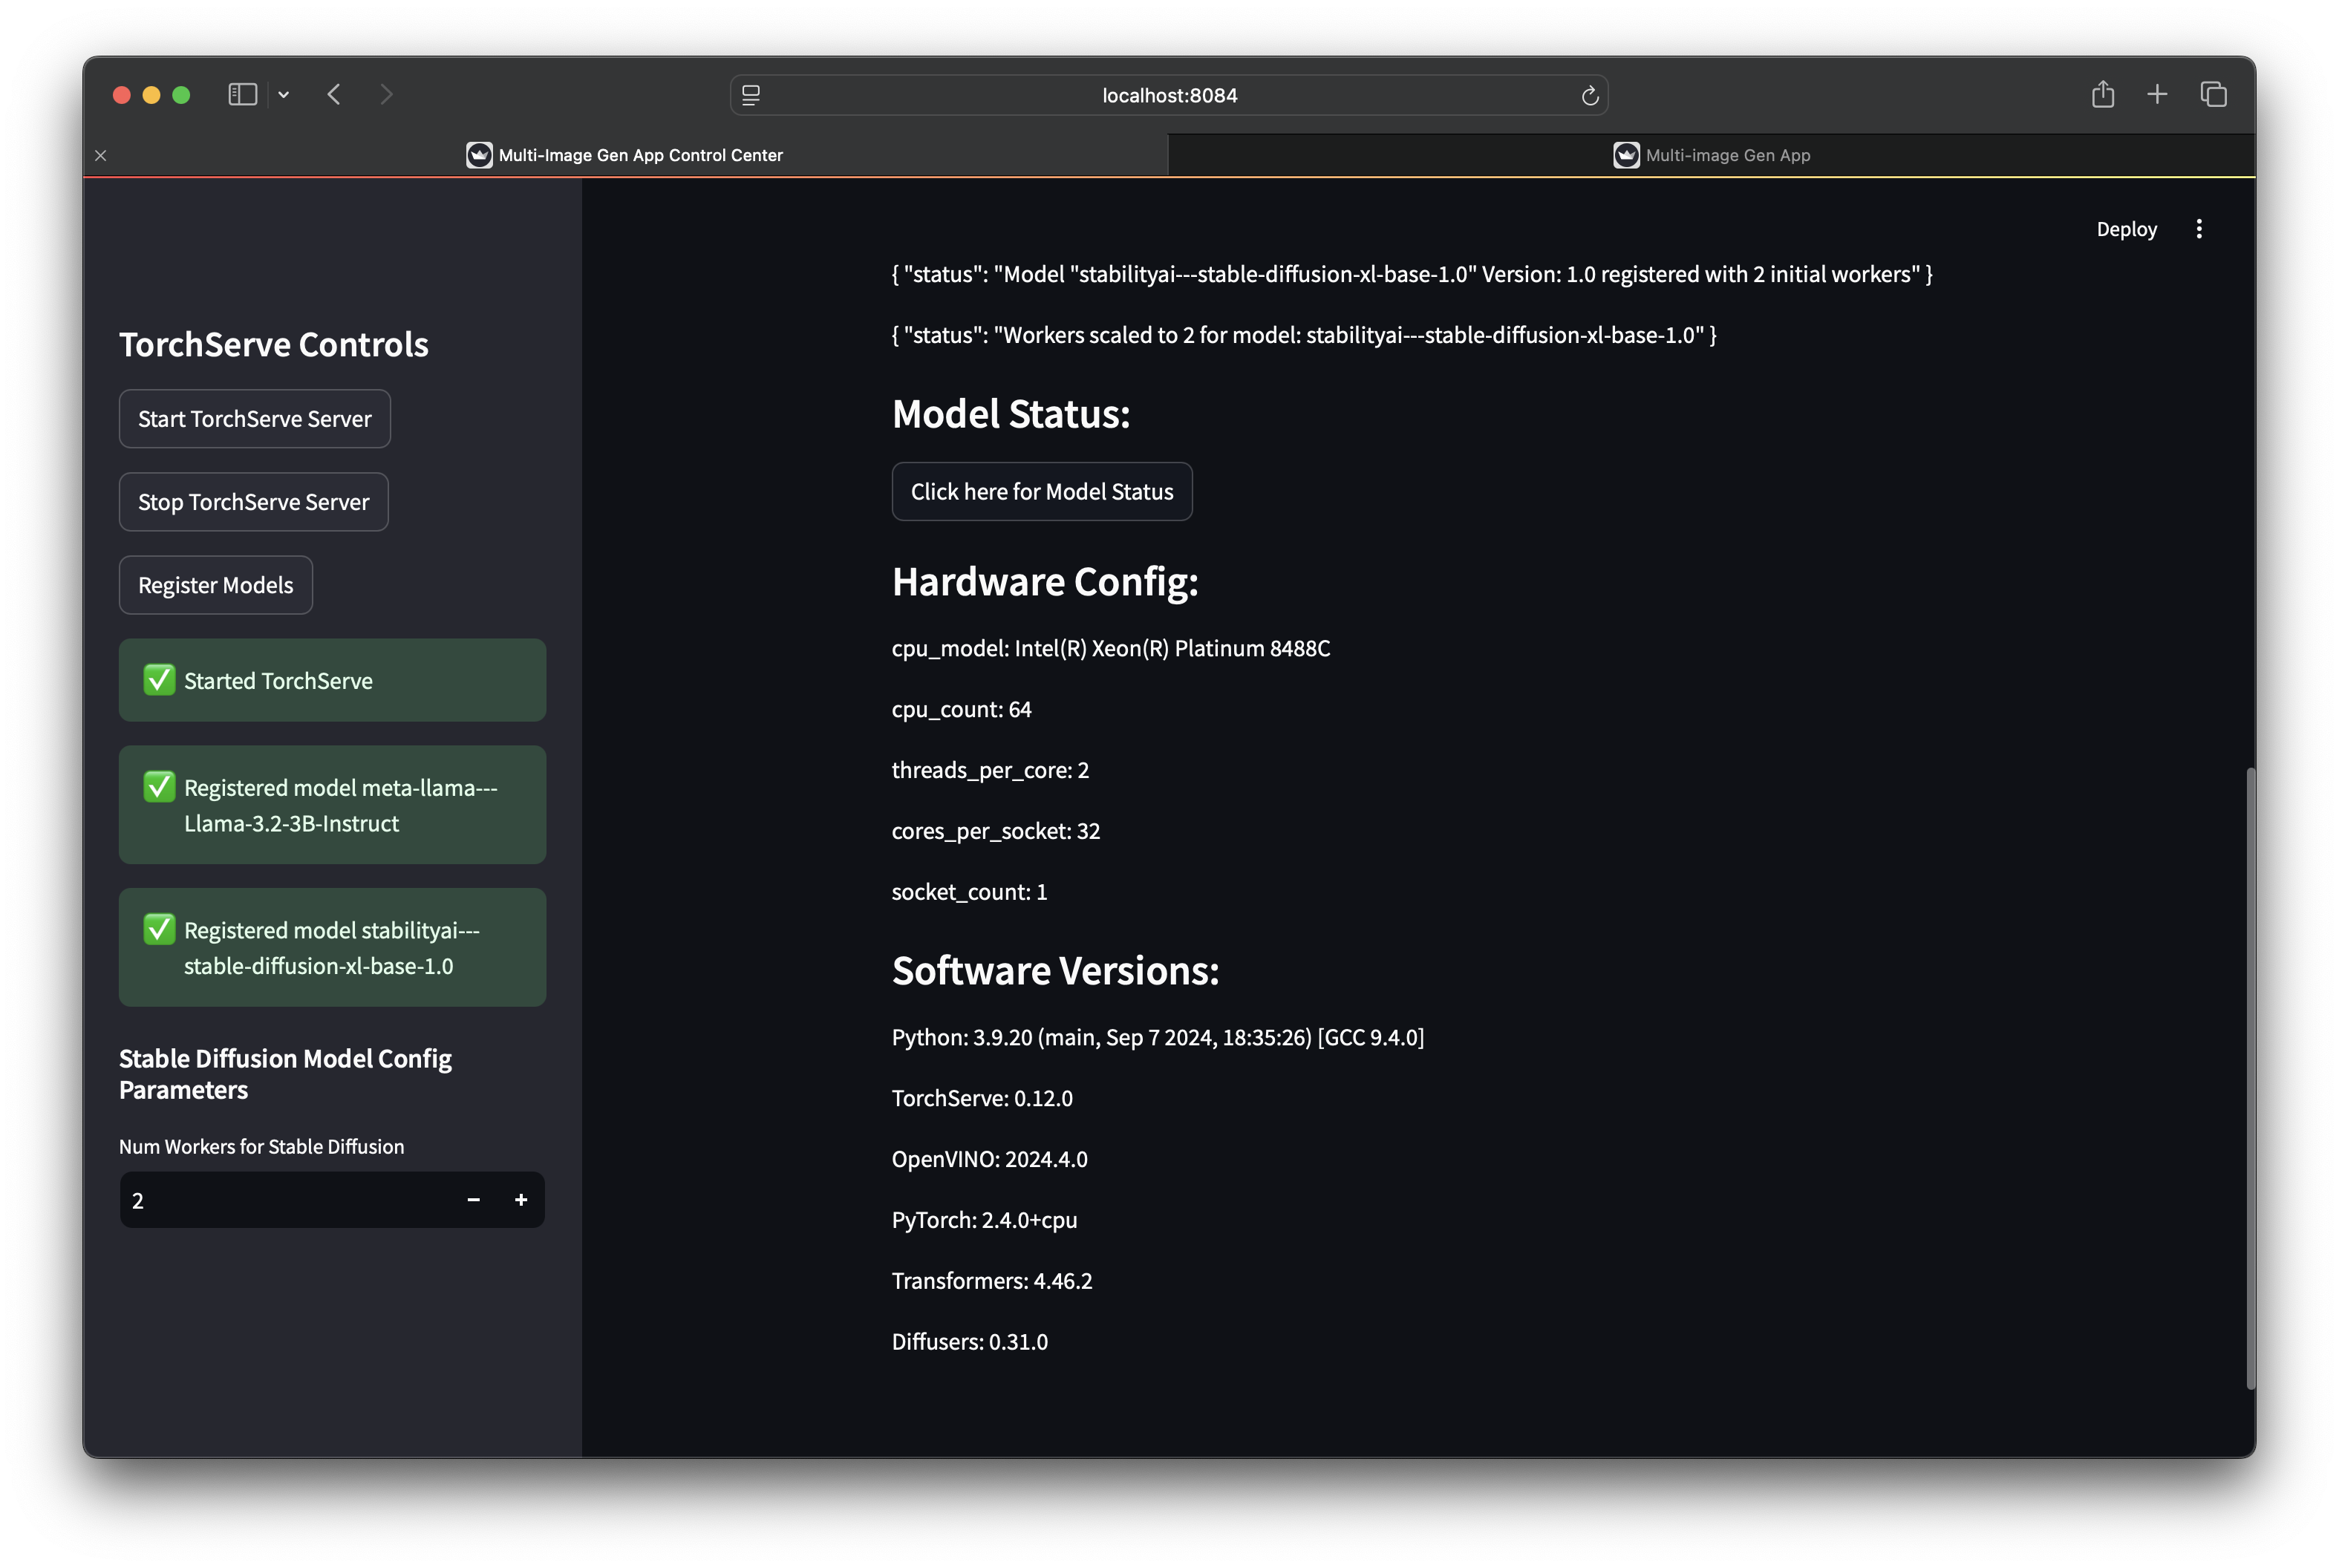 localhost:8084
Multi-Image Gen App Control Center
Multi-image Gen App
TorchServe Controls
Start TorchServe Server
Stop TorchServe Server
Register Models
✅ Started TorchServe
✅ Registered model meta-llama---
Llama-3.2-3B-Instruct
✅ Registered model stabilityai---
stable-diffusion-xl-base-1.0
Stable Diffusion Model Config
Parameters
Num Workers for Stable Diffusion
2
Deploy
{ "status": "Model "stabilityai---stable-diffusion-xl-base-1.0" Version: 1.0 registered with 2 initial workers" }
{ "status": "Workers scaled to 2 for model: stabilityai---stable-diffusion-xl-base-1.0" }
Model Status:
Click here for Model Status
Hardware Config:
cpu_model: Intel(R) Xeon(R) Platinum 8488C
cpu_count: 64
threads_per_core: 2
cores_per_socket: 32
socket_count: 1
Software Versions:
Python: 3.9.20 (main, Sep 7 2024, 18:35:26) [GCC 9.4.0]
TorchServe: 0.12.0
OpenVINO: 2024.4.0
PyTorch: 2.4.0+cpu
Transformers: 4.46.2
Diffusers: 0.31.0